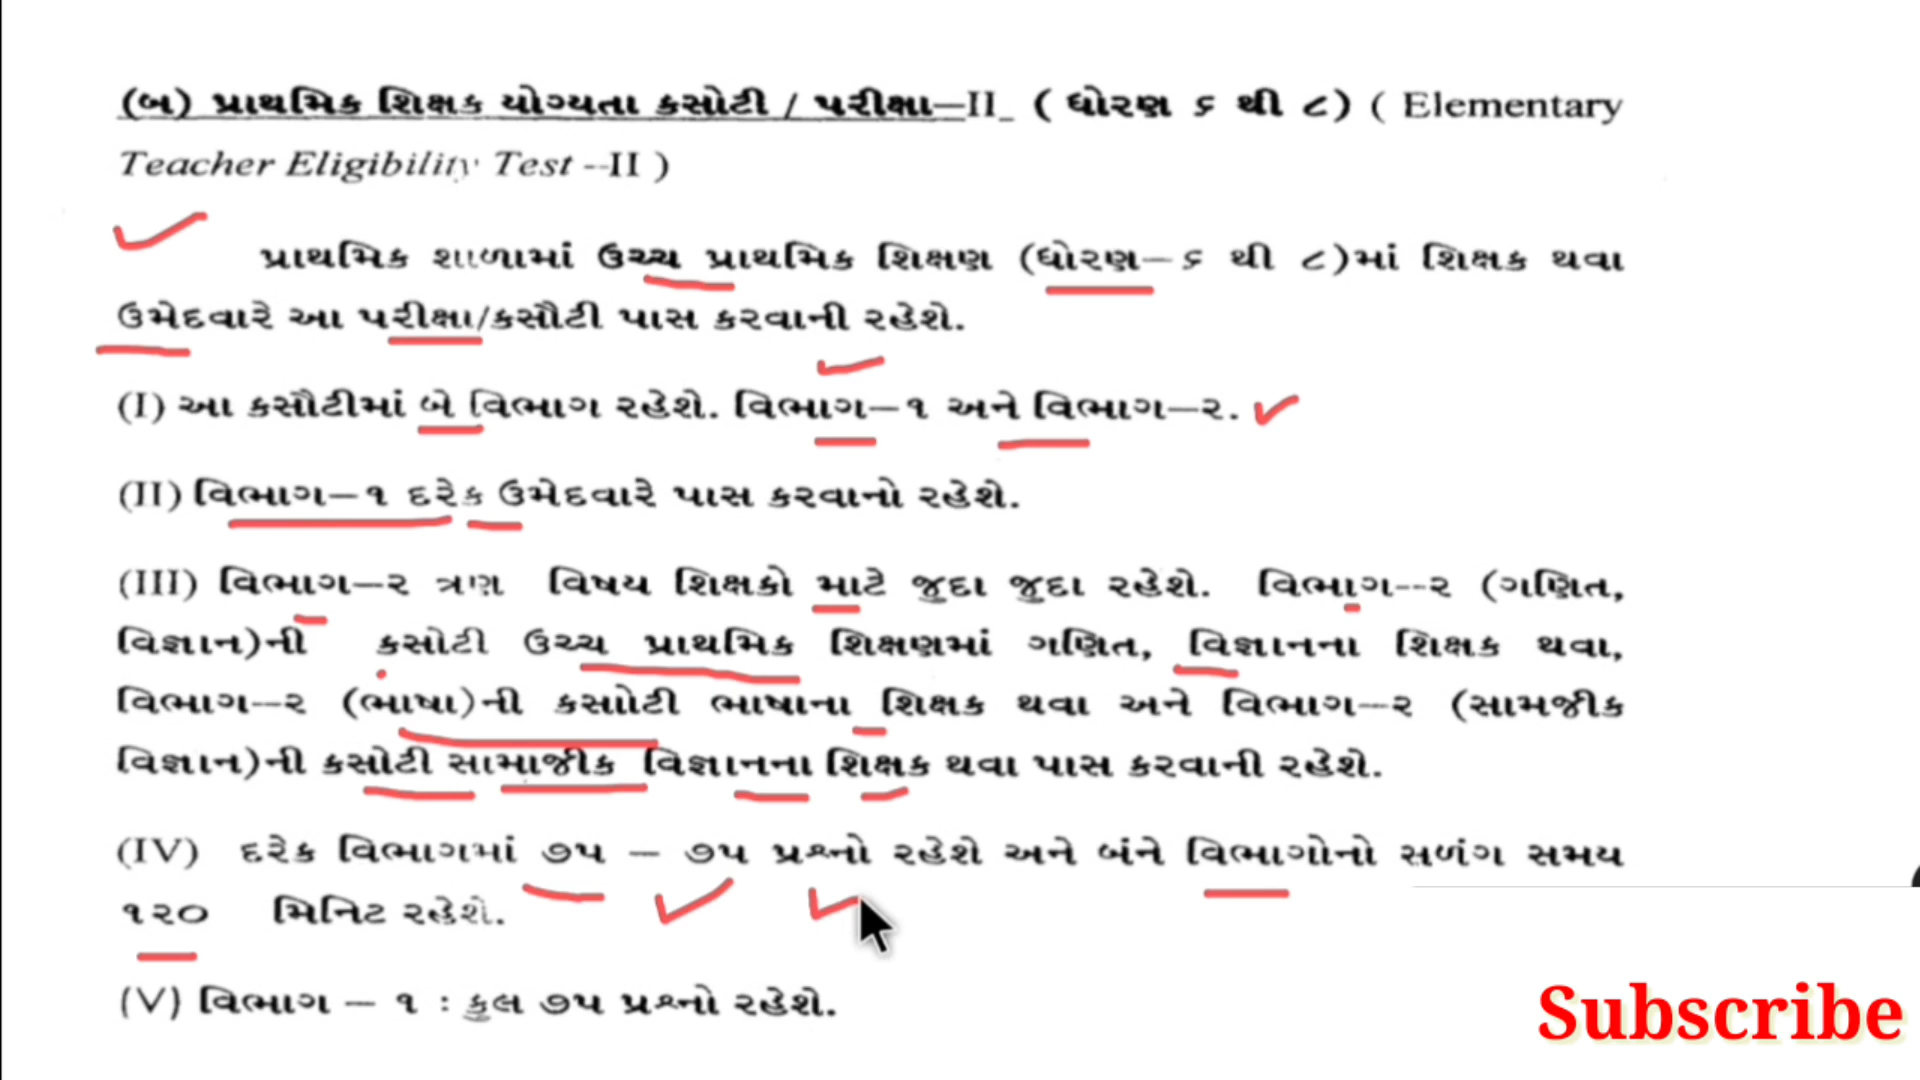 (બ) પ્રાથમિક શિક્ષક યોગ્યતા કસોટી / પરીક્ષા–II_ ( ધોરણ ૬ થી ૮) ( Elementary
Teacher Eligibility Test --II )
પ્રાથમિક શાળામાં ઉચ્ચ પ્રાથમિક શિક્ષણ (ધોરણ– ૬ થી ૮)માં શિક્ષક થવા
ઉમેદવારે આ પરીક્ષા/કસૌટી પાસ કરવાની રહેશે.
(I) આ કસૌટીમાં બે વિભાગ રહેશે. વિભાગ– ૧ અને વિભાગ–૨.
(II) વિભાગ–૧ દરેક ઉમેદવારે પાસ કરવાનો રહેશે.
(III) વિભાગ–૨ ત્રણ વિષય શિક્ષકો માટે જુદા જુદા રહેશે. વિભાગ--૨ (ગણિત,
વિજ્ઞાન)ની કસોટી ઉચ્ચ પ્રાથમિક શિક્ષણમાં ગણિત, વિજ્ઞાનના શિક્ષક થવા,
વિભાગ--૨ (ભાષા)ની કસાોટી ભાષાના શિક્ષક થવા અને વિભાગ–૨ (સામજીક
વિજ્ઞાન)ની કસોટી સામાજીક વિજ્ઞાનના શિક્ષક થવા પાસ કરવાની રહેશે.
(IV) દરેક વિભાગમાં ૭૫ – ૭૫ પ્રશ્નો રહેશે અને બંને વિભાગોનો સળંગ સમય
૧૨૦ મિનિટ રહેશે.
(V) વિભાગ – ૧ : કુલ ૭૫ પ્રશ્નો રહેશે.
Subscribe